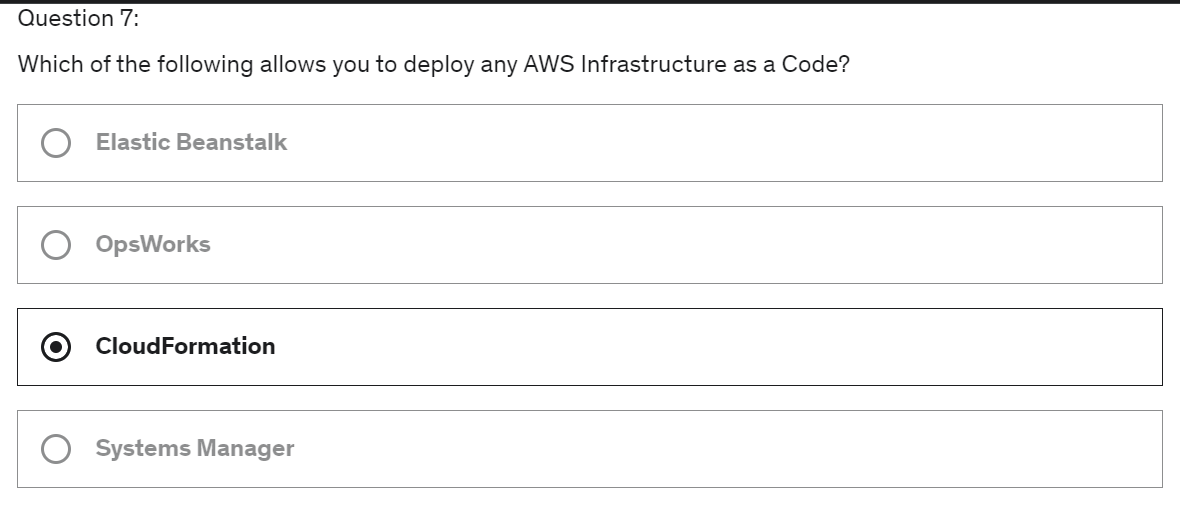 Question 7:
Which of the following allows you to deploy any AWS Infrastructure as a Code?
Elastic Beanstalk
OpsWorks
CloudFormation
Systems Manager